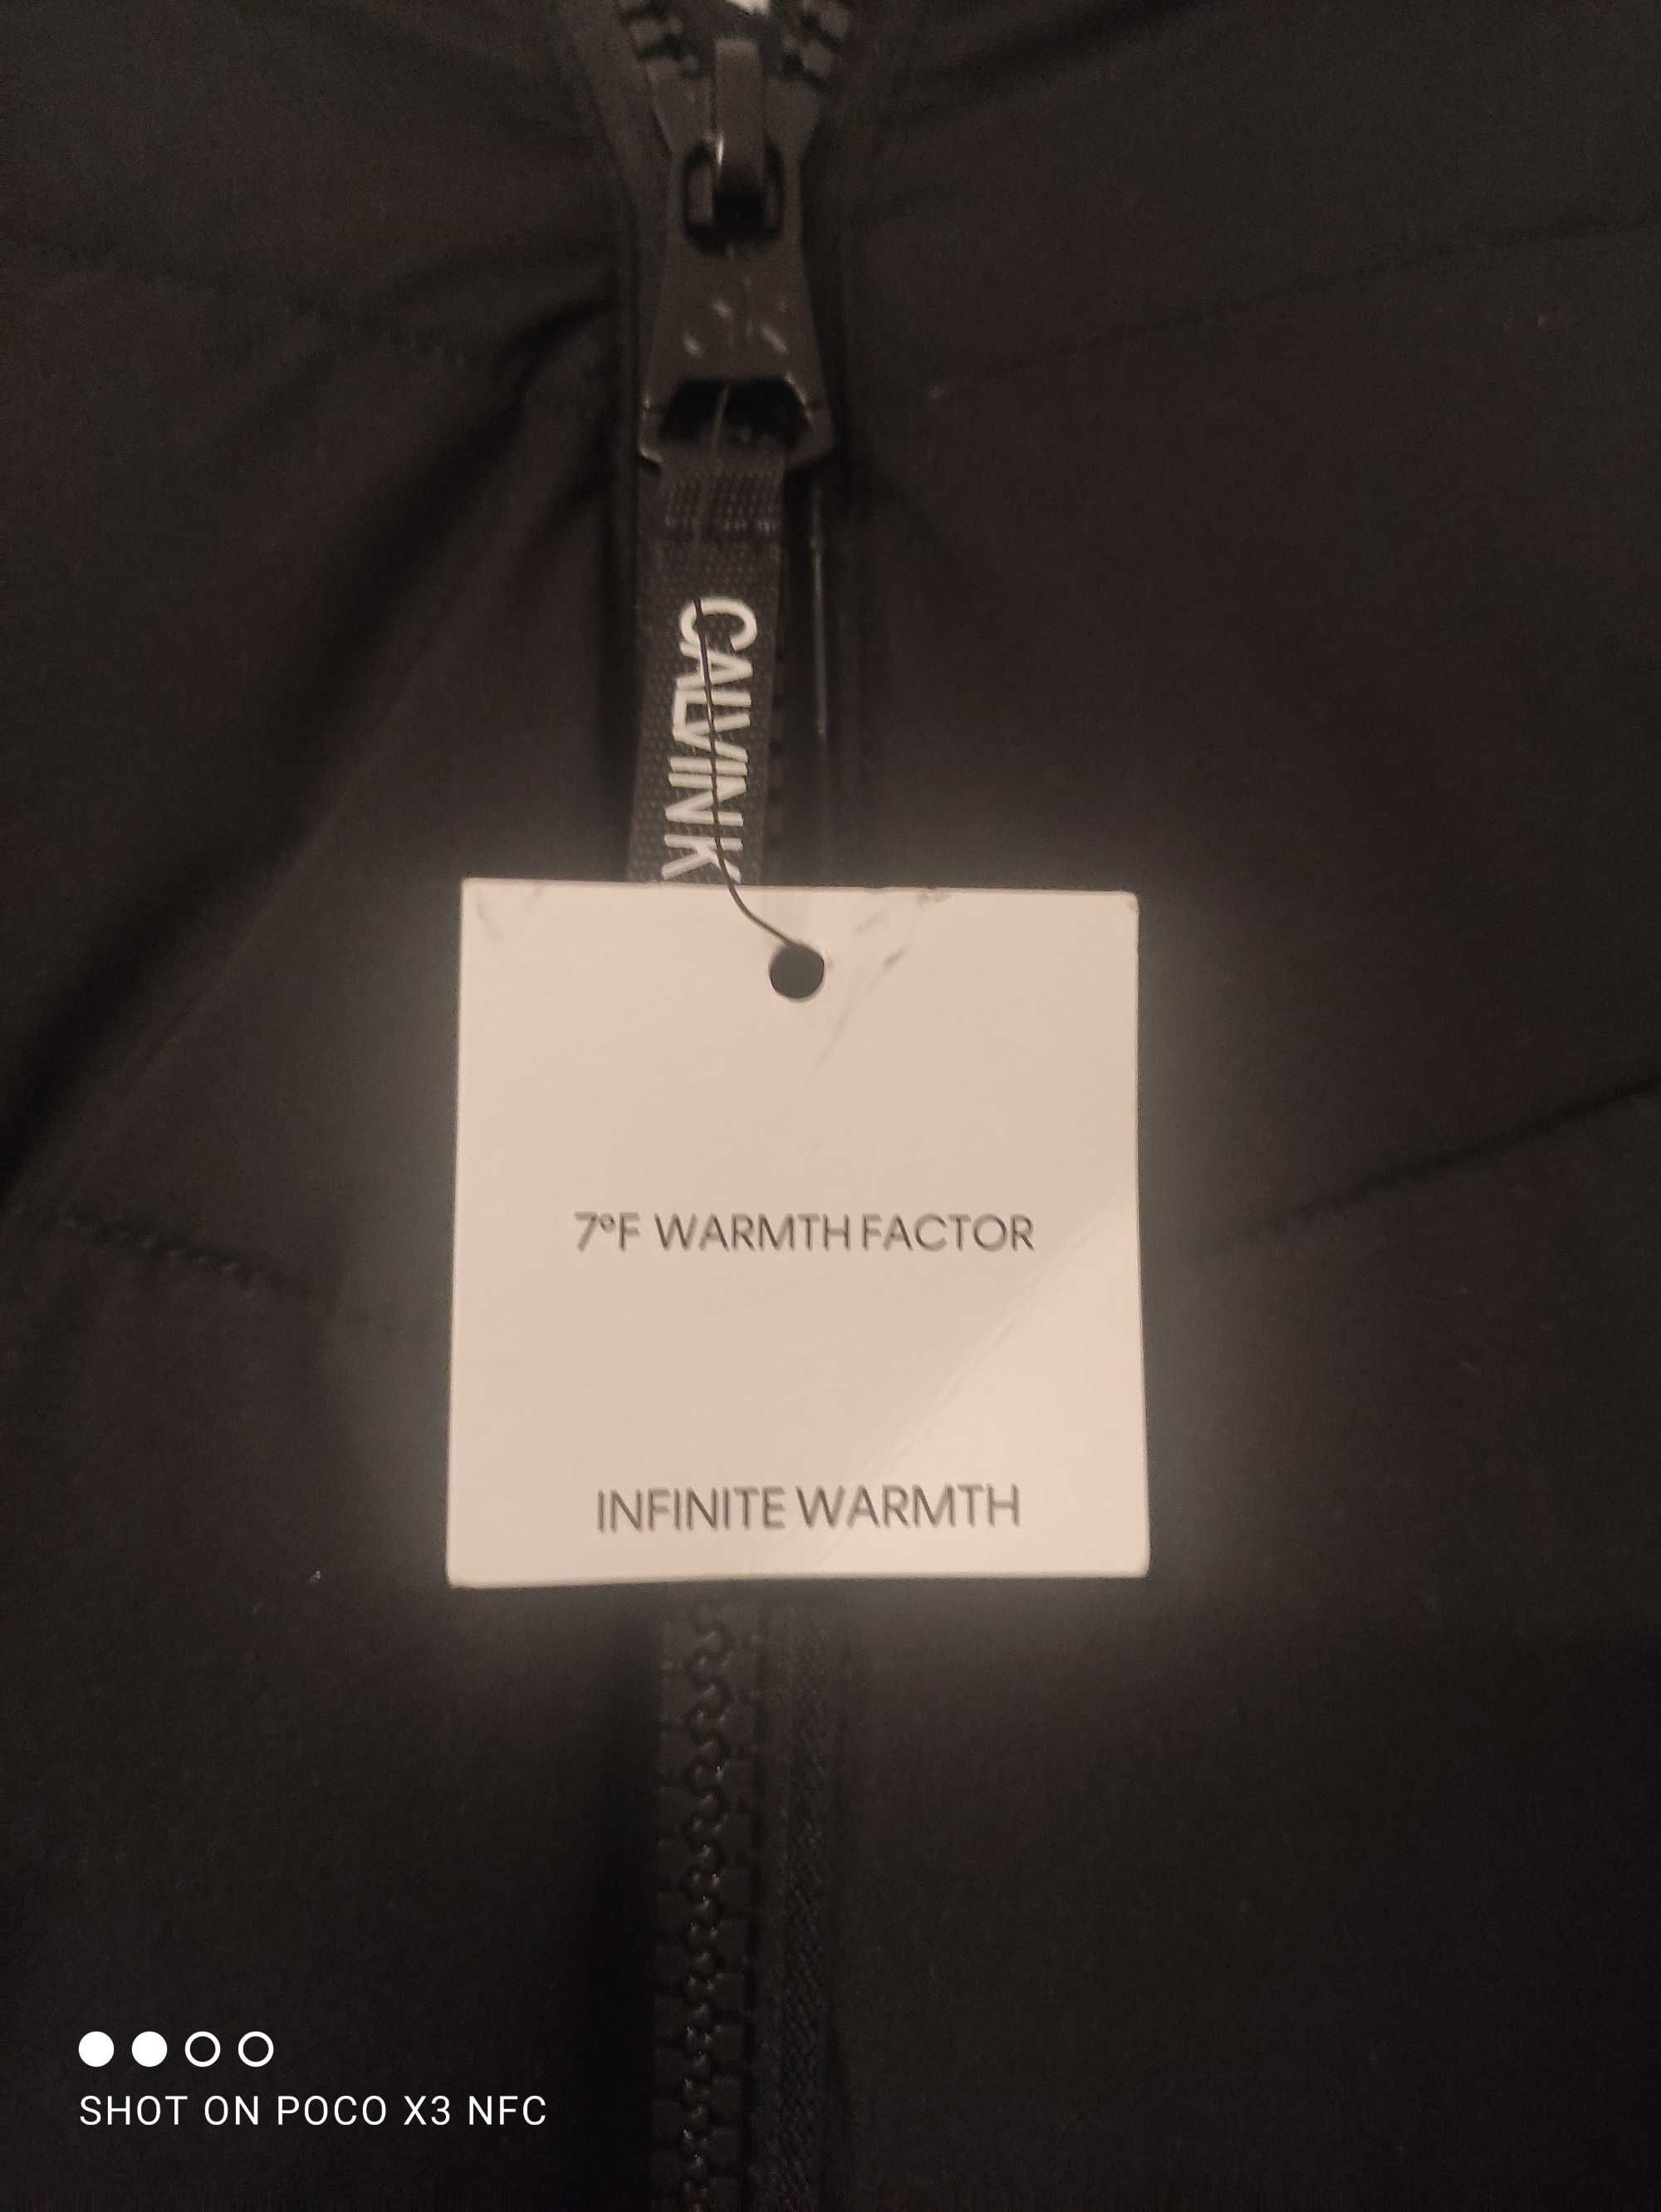 CALVIN K
7°F WARMTH FACTOR
INFINITE WARMTH
SHOT ON POCO X3 NFC